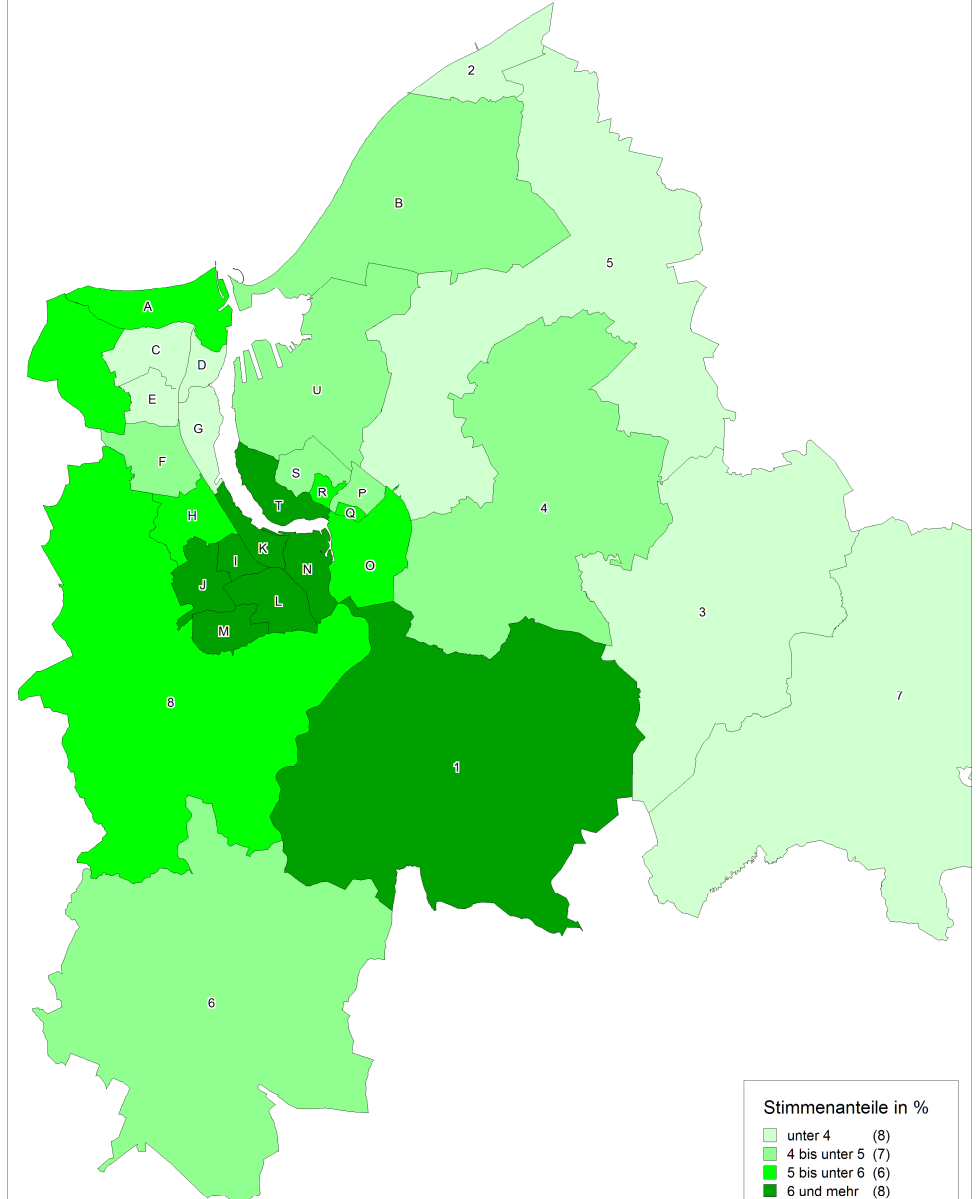 2
B
5
A
C
D
4
E
U
G
F
S
P
R
T
Q
4
H
K
I
N
O
J
L
3
M
8
7
1
6
Stimmenanteile in %
unter 4 (8)
4 bis unter 5 (7)
5 bis unter 6 (6)
6 und mehr (8)